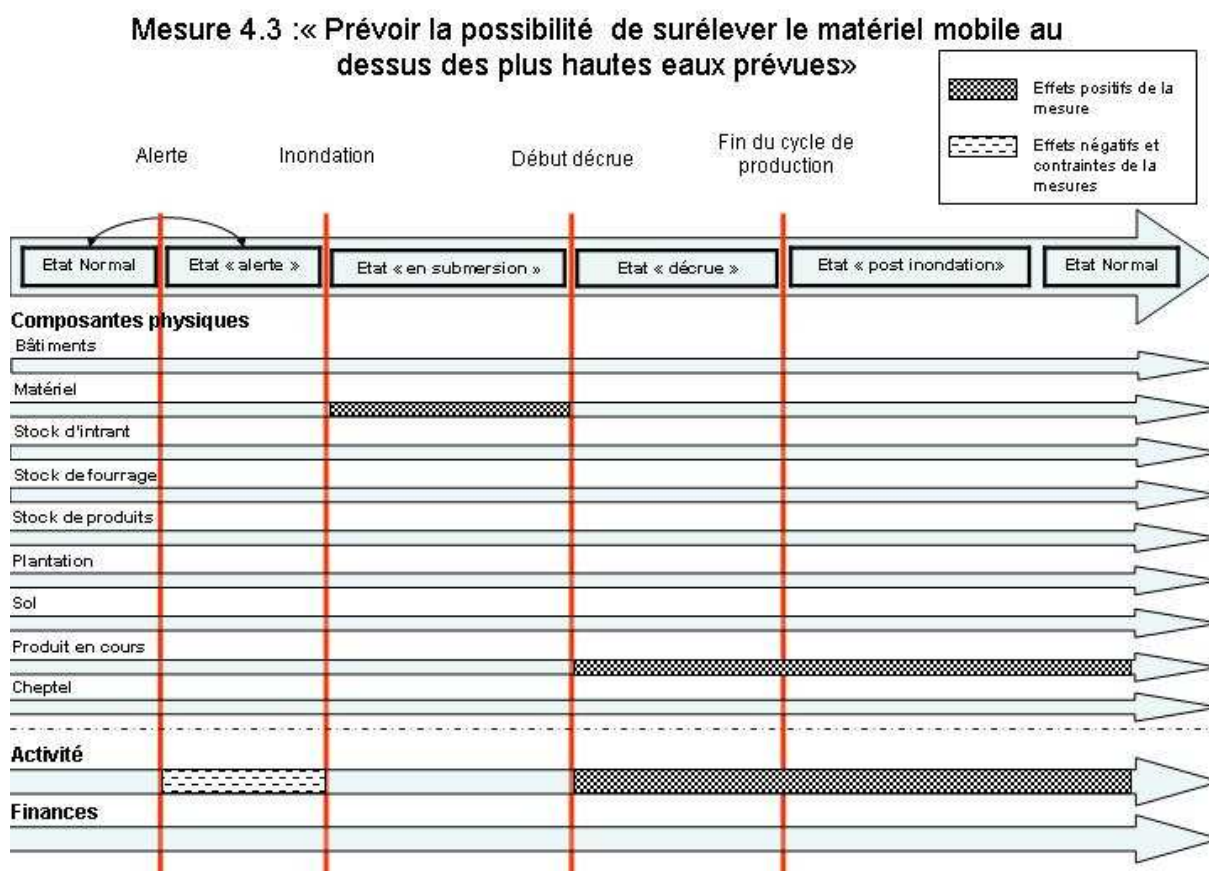 Mesure 4.3 :« Prévoir la possibilité de surélever le matériel mobile au
dessus des plus hautes eaux prévues»
Effets positifs de la
mesure
Effets négatifs et
contraintes de la
mesures
Alerte
Inondation
Début décrue
Fin du cycle de
production
Etat Normal
Etat « alerte »
Etat « en submersion »
Etat « décrue »
Etat « post inondation»
Etat Normal
Composantes physiques
Bâtiments
Matériel
Stock d'intrant
Stock de fourrage
Stock de produits
Plantation
Sol
Produit en cours
Cheptel
Activité
Finances